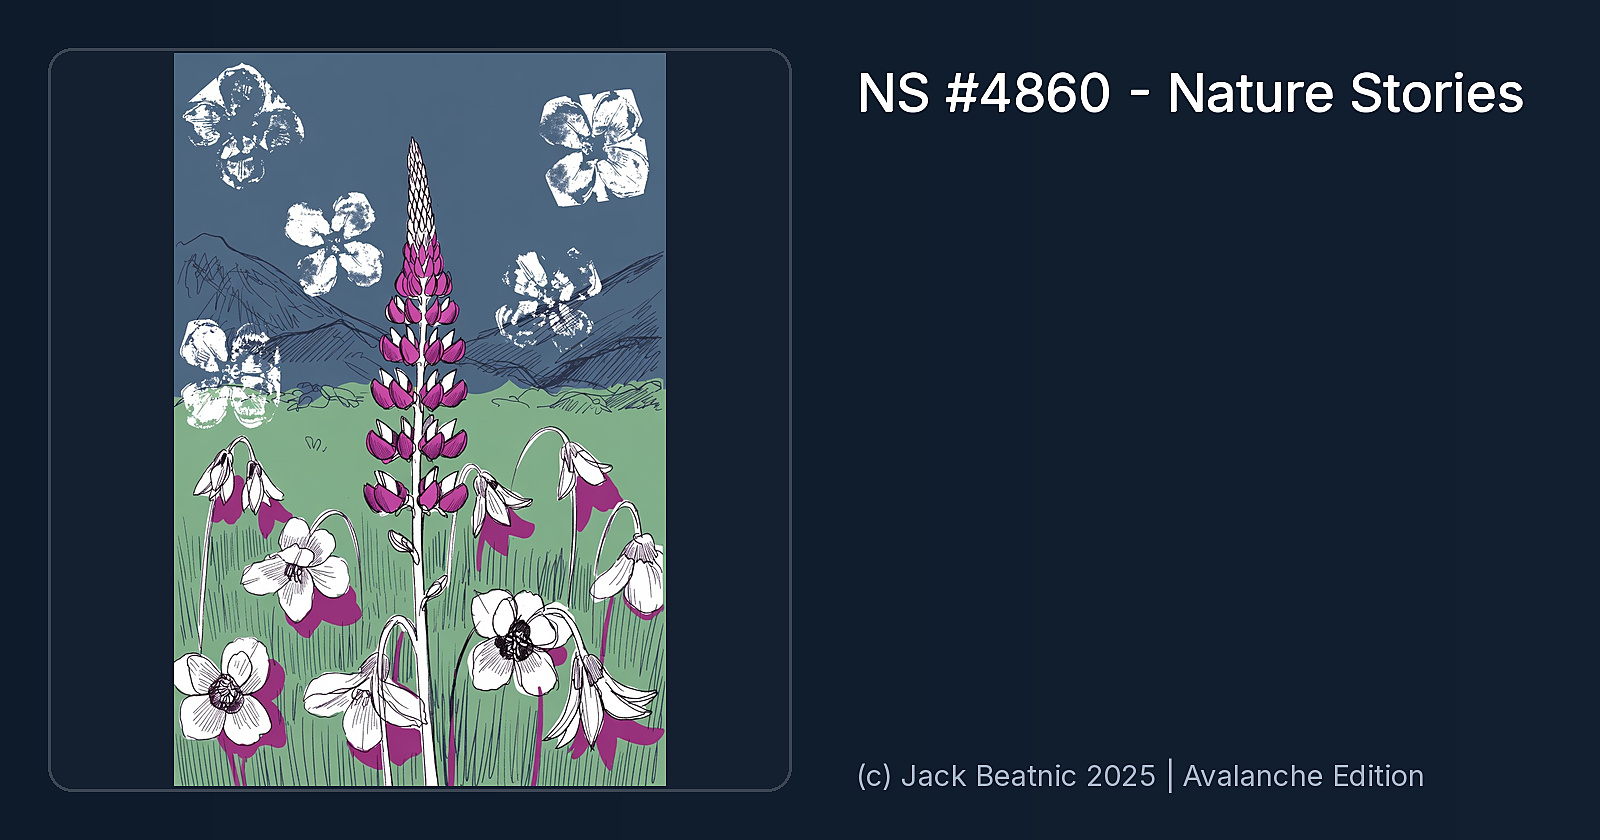 NS #4860 - Nature Stories
(c) Jack Beatnic 2025 | Avalanche Edition